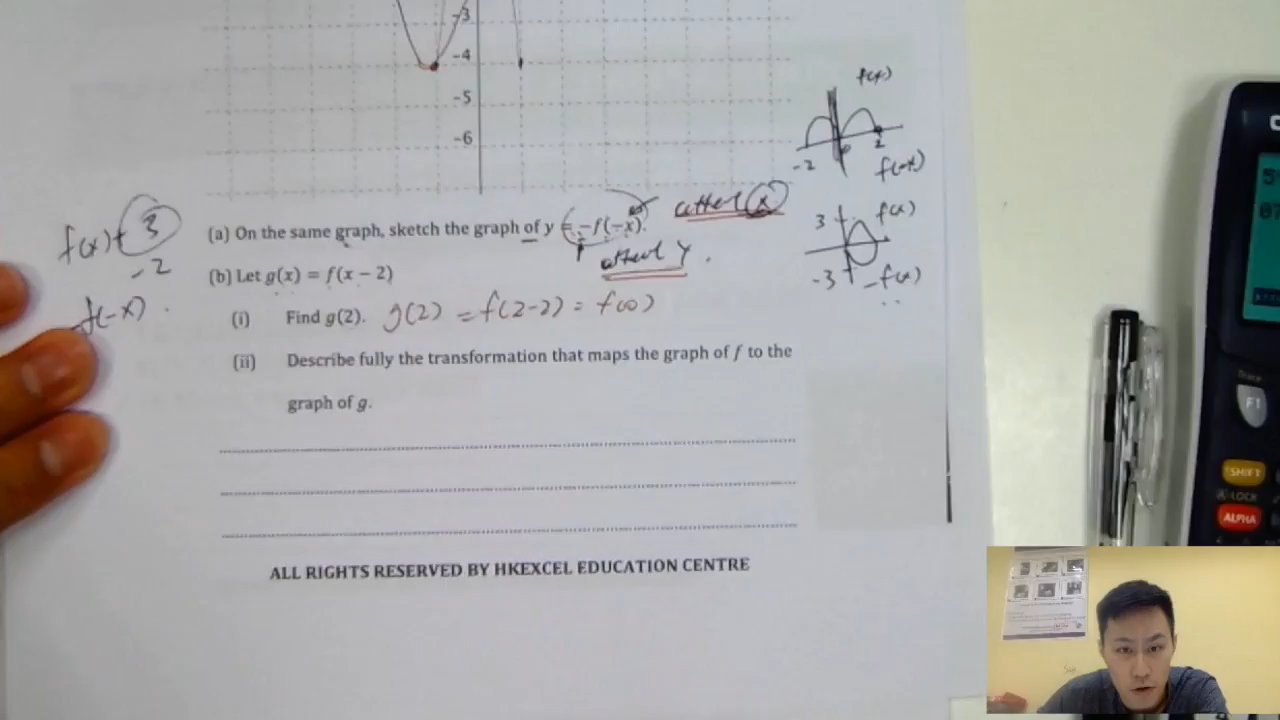 -3
-4
-5
-6
f(x)
-2
0
2
f(-x)
3
f(x)
-3
-f(x)
f(x)+3
-2
f(-x)
affect x
(a) On the same graph, sketch the graph of y = -f(-x).
affect y.
(b) Let g(x) = f(x − 2)
(i) Find g(2). g(2) = f(2-2) = f(0)
(ii) Describe fully the transformation that maps the graph of f to the
graph of g.
ALL RIGHTS RESERVED BY HKEXCEL EDUCATION CENTRE
F1
SHIFT
A-LOCK
ALPHA